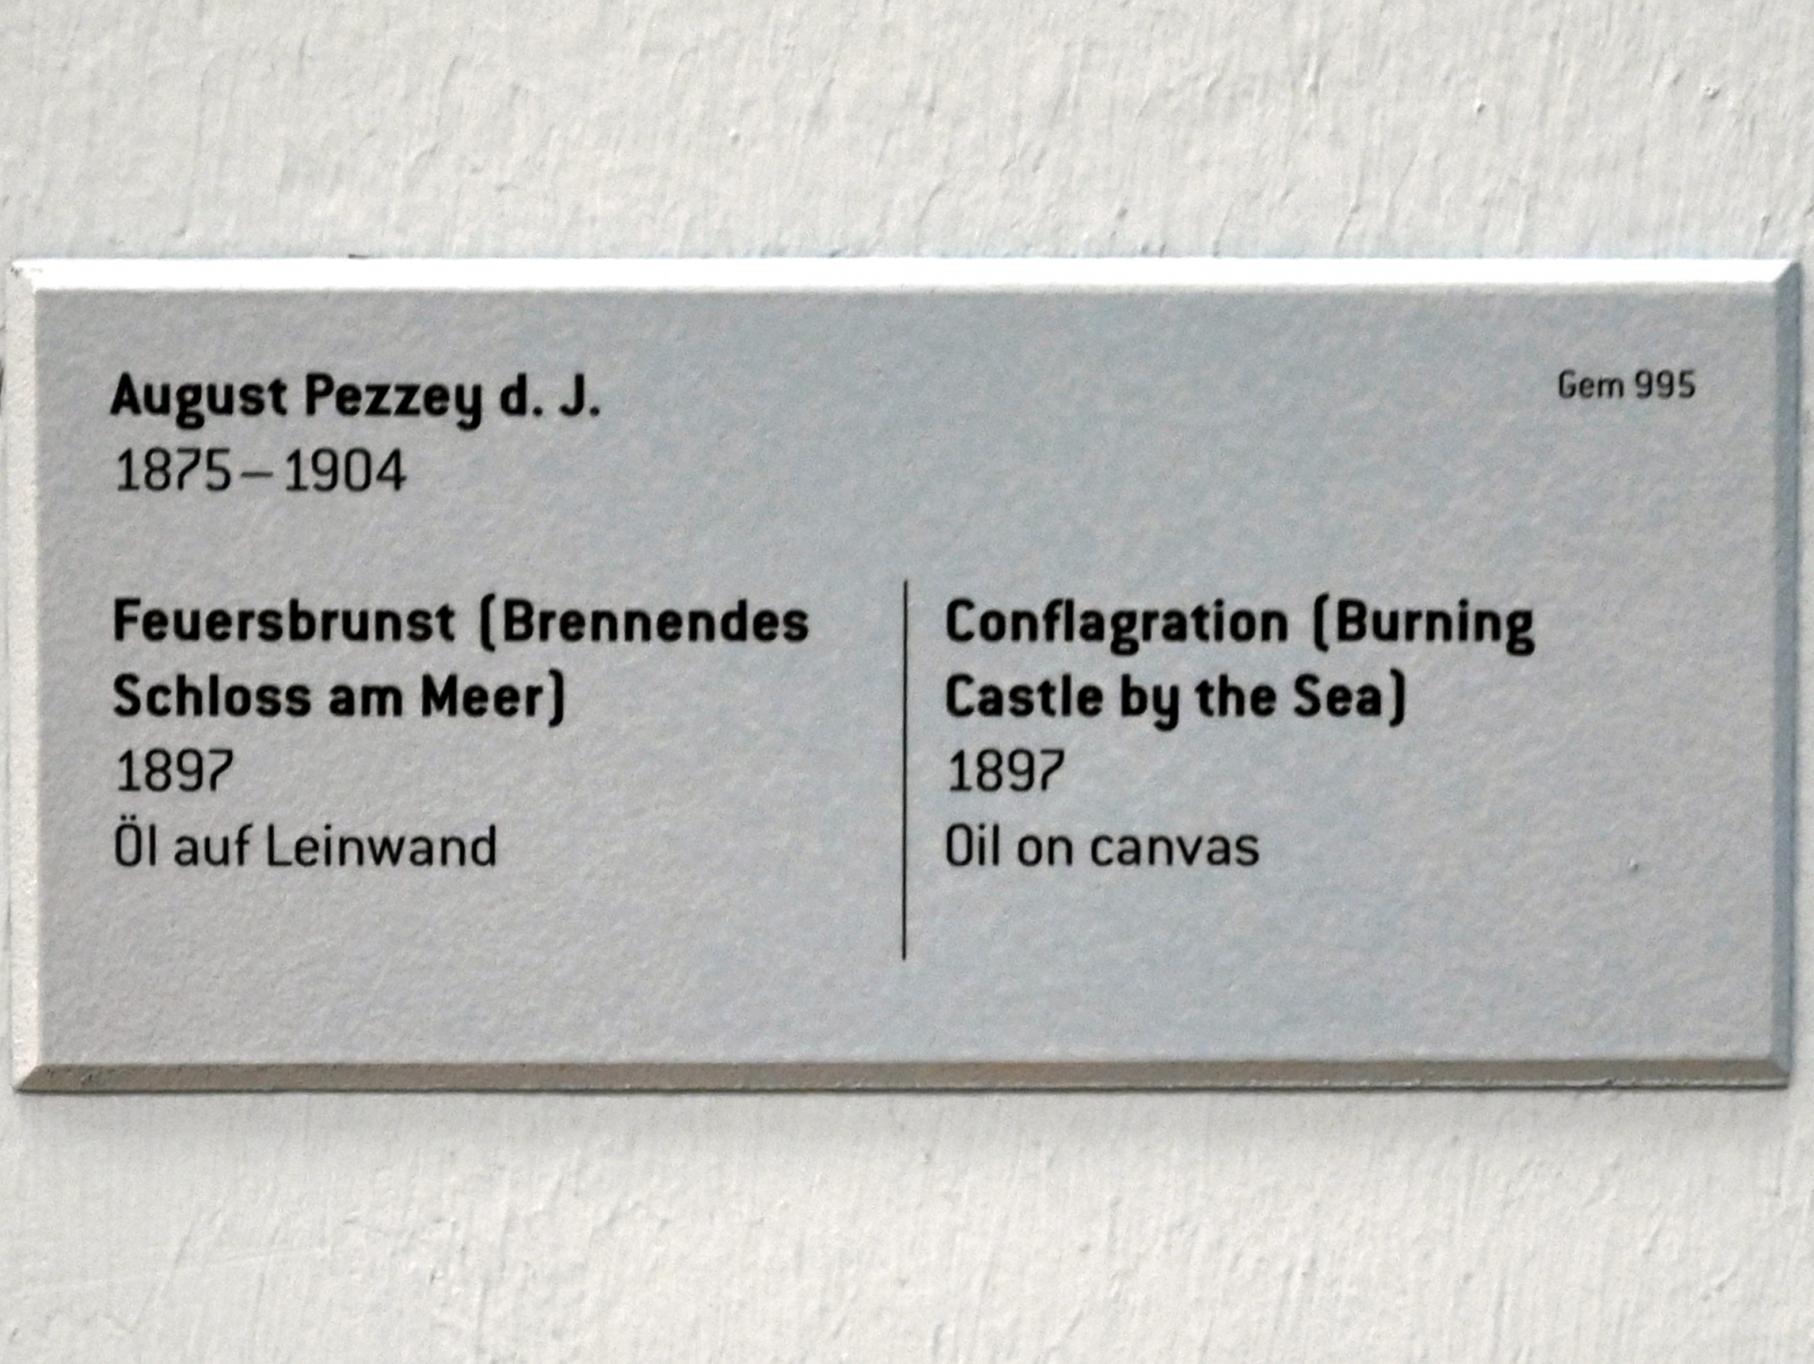 August Pezzey d. J.
Gem 995
1875 – 1904
Feuersbrunst (Brennendes
Schloss am Meer)
1897
Öl auf Leinwand
Conflagration (Burning
Castle by the Sea)
1897
Oil on canvas